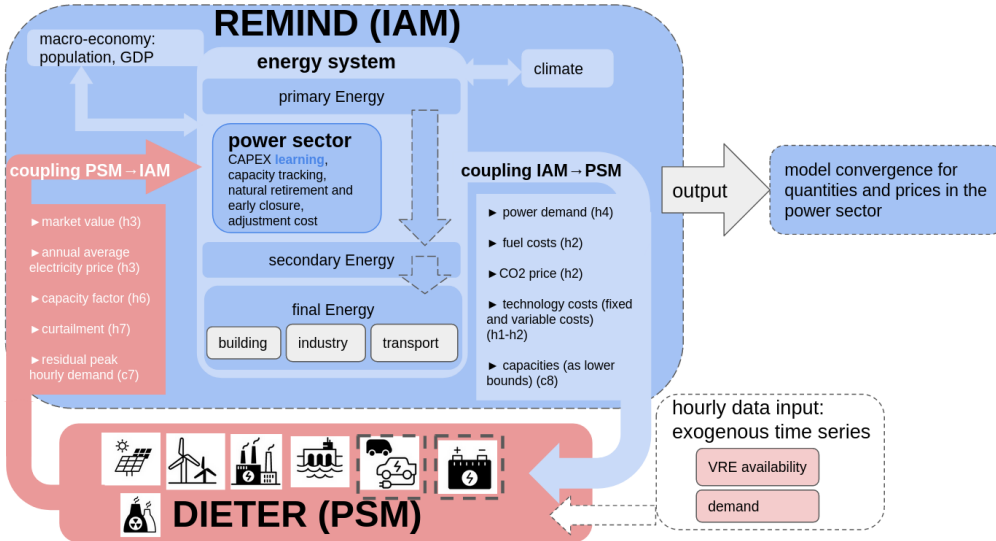 REMIND (IAM)
macro-economy:
population, GDP
energy system
climate
primary Energy
power sector
CAPEX learning,
capacity tracking,
natural retirement and
early closure,
adjustment cost
secondary Energy
final Energy
building
industry
transport
coupling PSM→IAM
►market value (h3)
►annual average
electricity price (h3)
►capacity factor (h6)
►curtailment (h7)
►residual peak
hourly demand (c7)
coupling IAM→PSM
► power demand (h4)
► fuel costs (h2)
►CO2 price (h2)
► technology costs (fixed
and variable costs)
(h1-h2)
► capacities (as lower
bounds) (c8)
output
model convergence for
quantities and prices in the
power sector
hourly data input:
exogenous time series
VRE availability
demand
DIETER (PSM)